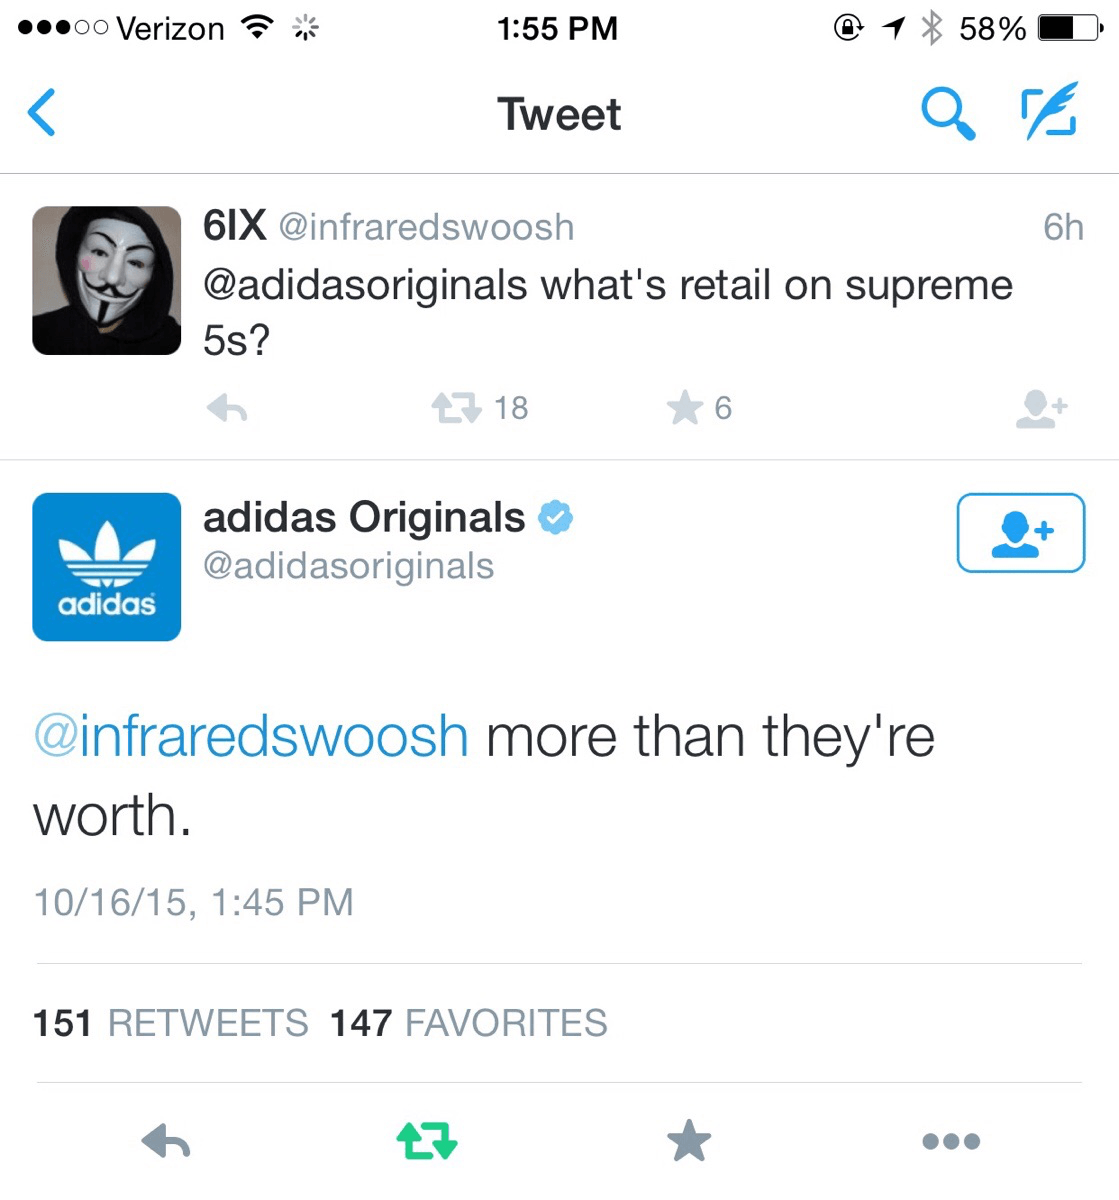 Verizon 1:55 PM 58%
Tweet
6IX @infraredswoosh 6h
@adidasoriginals what's retail on supreme
5s?
18 6
adidas Originals
@adidasoriginals
adidas
@infraredswoosh more than they're
worth.
10/16/15, 1:45 PM
151 RETWEETS 147 FAVORITES